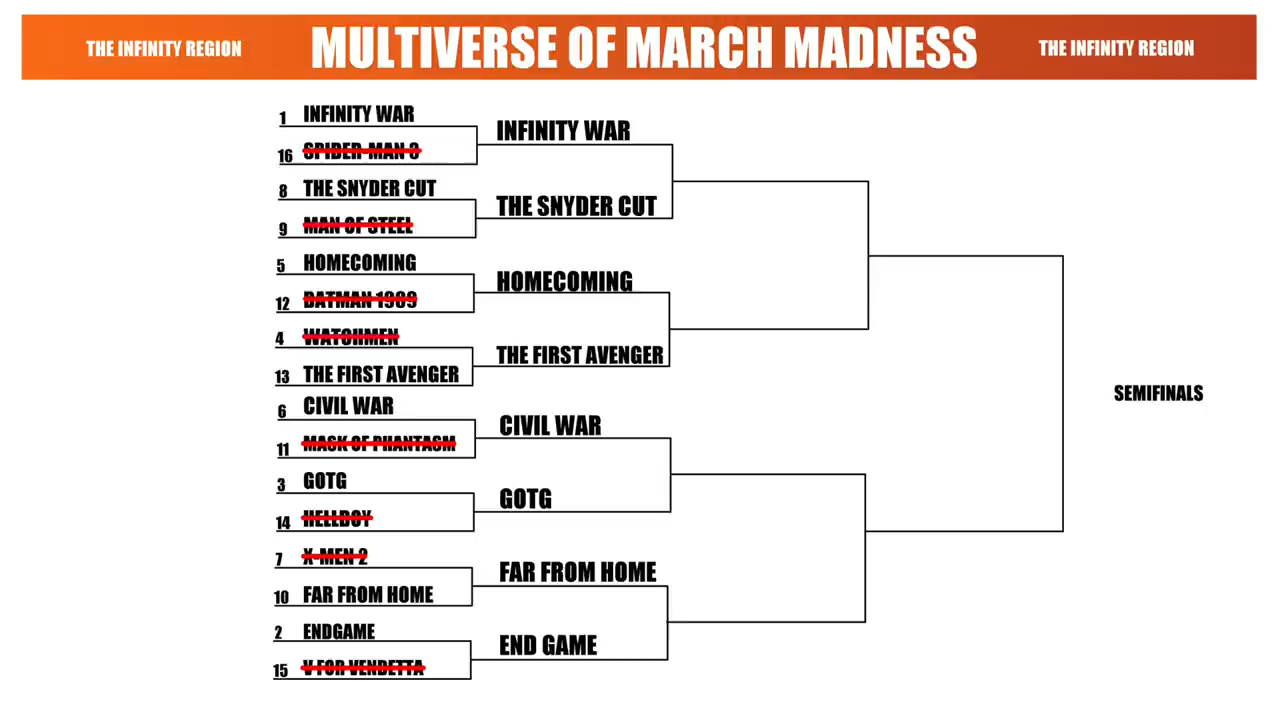 THE INFINITY REGION
MULTIVERSE OF MARCH MADNESS
THE INFINITY REGION
1 INFINITY WAR
16 SPIDER-MAN 3
8 THE SNYDER CUT
9 MAN OF STEEL
5 HOMECOMING
12 BATMAN 1989
4 WATCHMEN
13 THE FIRST AVENGER
6 CIVIL WAR
11 MASK OF PHANTASM
3 GOTG
14 HELLBOY
7 X-MEN 2
10 FAR FROM HOME
2 ENDGAME
15 V FOR VENDETTA
INFINITY WAR
THE SNYDER CUT
HOMECOMING
THE FIRST AVENGER
CIVIL WAR
GOTG
FAR FROM HOME
END GAME
SEMIFINALS